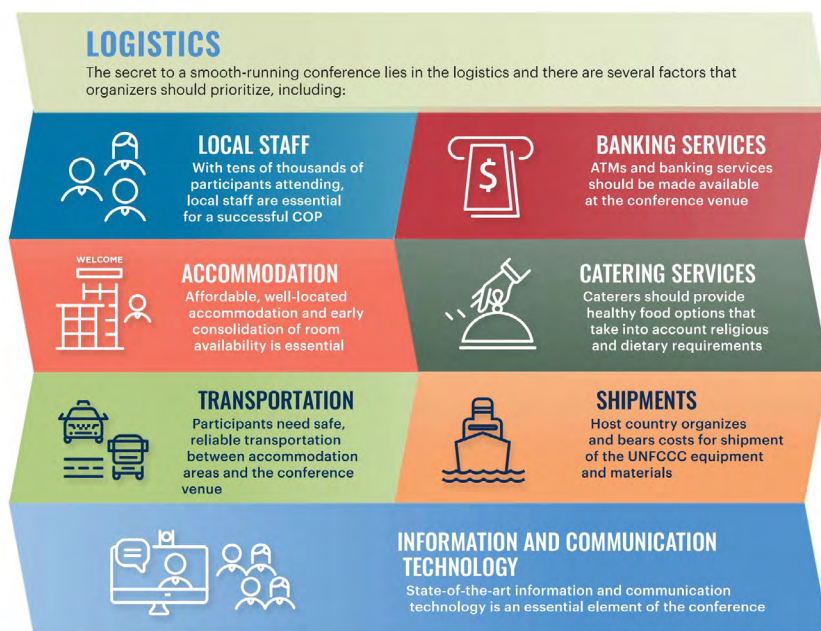 LOGISTICS
The secret to a smooth-running conference lies in the logistics and there are several factors that
organizers should prioritize, including:
LOCAL STAFF
With tens of thousands of
participants attending,
local staff are essential
for a successful COP
$
BANKING SERVICES
ATMs and banking services
should be made available
at the conference venue
WELCOME
ACCOMMODATION
Affordable, well-located
accommodation and early
consolidation of room
availability is essential
CATERING SERVICES
Caterers should provide
healthy food options that
take into account religious
and dietary requirements
TRANSPORTATION
Participants need safe,
reliable transportation
between accommodation
areas and the conference
venue
SHIPMENTS
Host country organizes
and bears costs for shipment
of the UNFCCC equipment
and materials
INFORMATION AND COMMUNICATION
TECHNOLOGY
State-of-the-art information and communication
technology is an essential element of the conference